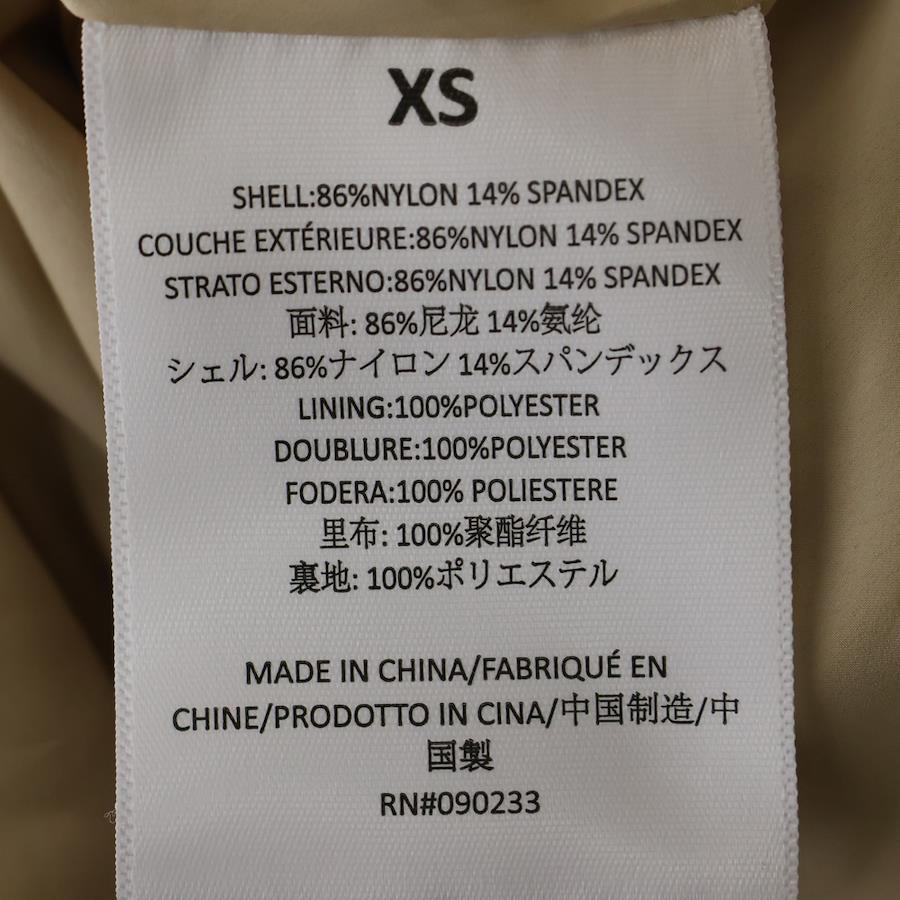 XS
SHELL:86%NYLON 14% SPANDEX
COUCHE EXTÉRIEURE:86%NYLON 14% SPANDEX
STRATO ESTERNO:86%NYLON 14% SPANDEX
面料: 86%尼龙 14%氨纶
シェル: 86%ナイロン 14%スパンデックス
LINING:100%POLYESTER
DOUBLURE:100%POLYESTER
FODERA:100% POLIESTERE
里布: 100%聚酯纤维
裏地: 100%ポリエステル
MADE IN CHINA/FABRIQUÉ EN
CHINE/PRODOTTO IN CINA/中国制造/中
国製
RN#090233